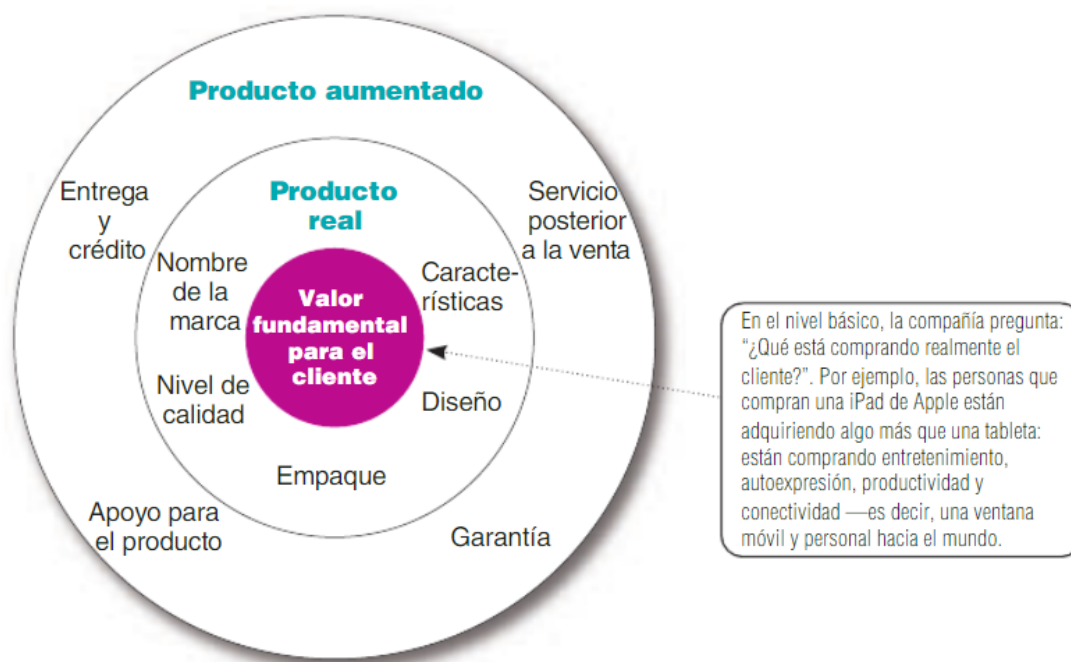 Producto aumentado
Entrega
y
crédito
Servicio
posterior
a la venta
Producto
real
Nombre
de la
marca
Caracte-
rísticas
Valor
fundamental
para el
cliente
Nivel de
calidad
Diseño
Empaque
Apoyo para
el producto
Garantía
En el nivel básico, la compañía pregunta:
“¿Qué está comprando realmente el
cliente?”. Por ejemplo, las personas que
compran una iPad de Apple están
adquiriendo algo más que una tableta:
están comprando entretenimiento,
autoexpresión, productividad y
conectividad —es decir, una ventana
móvil y personal hacia el mundo.